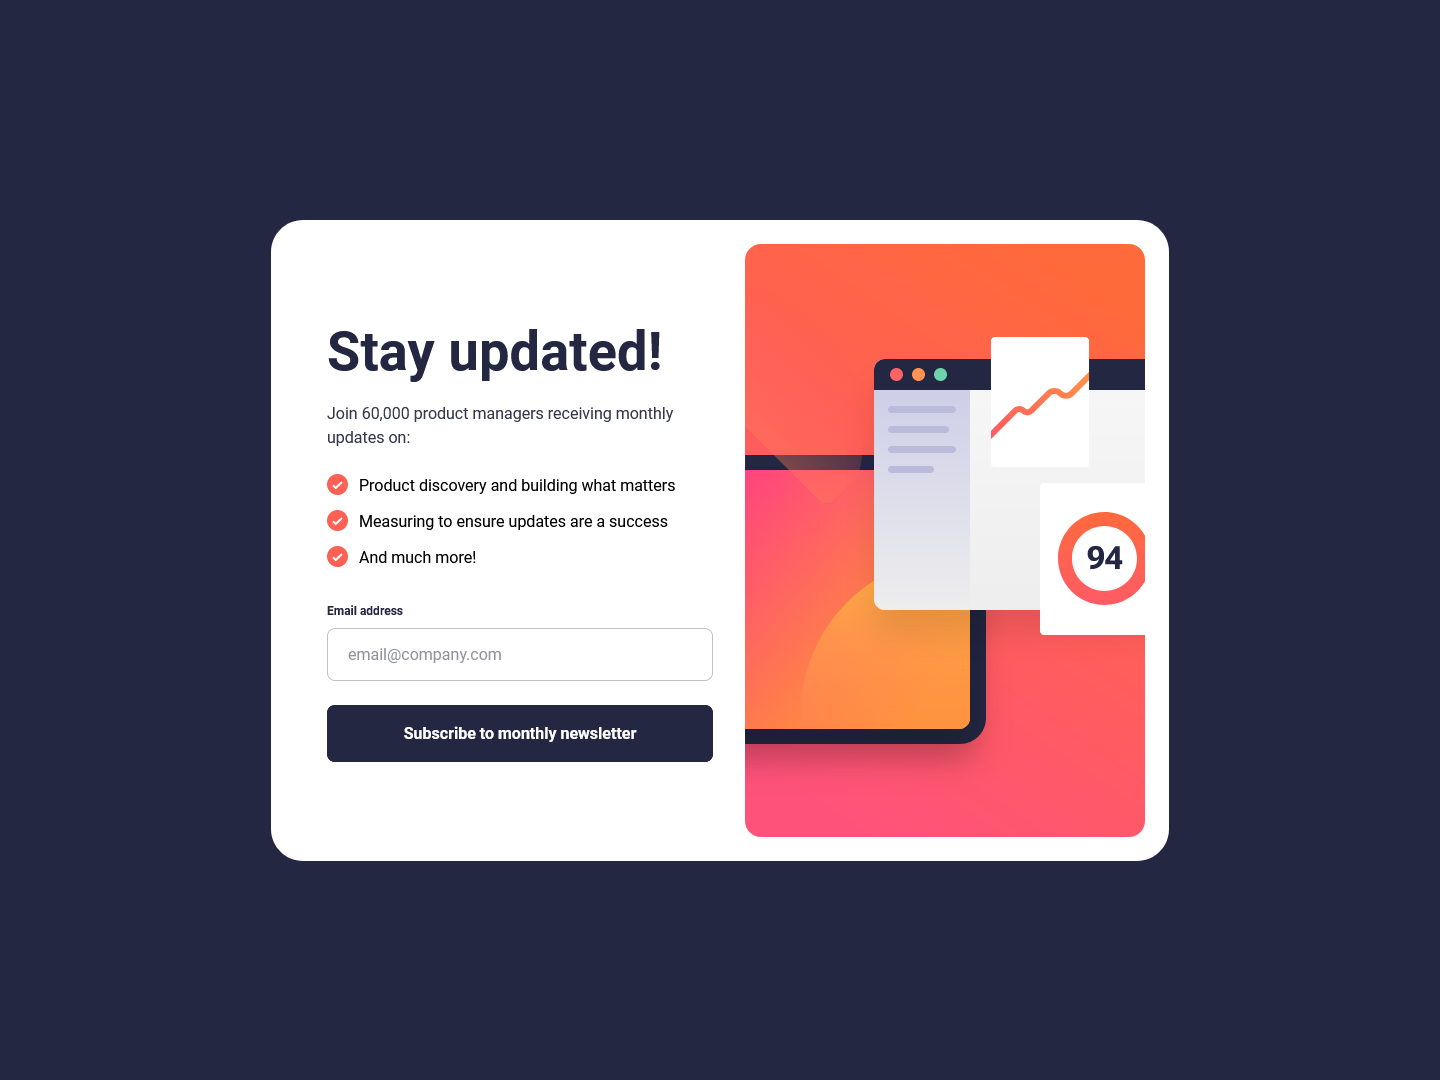 Stay updated!
Join 60,000 product managers receiving monthly
updates on:
Product discovery and building what matters
Measuring to ensure updates are a success
And much more!
Email address
email@company.com
Subscribe to monthly newsletter
94